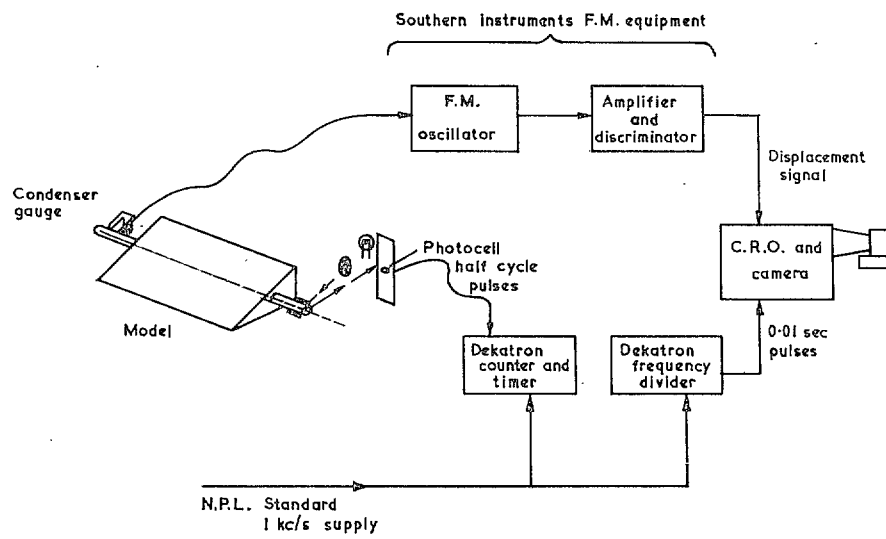 Southern instruments F.M. equipment
F.M.
oscillator
Amplifier
and
discriminator
Displacement
signal
Condenser
gauge
Photocell
half cycle
pulses
C.R.O. and
camera
Model
0·01 sec
pulses
Dekatron
counter and
timer
Dekatron
frequency
divider
N.P.L. Standard
1 kc/s supply